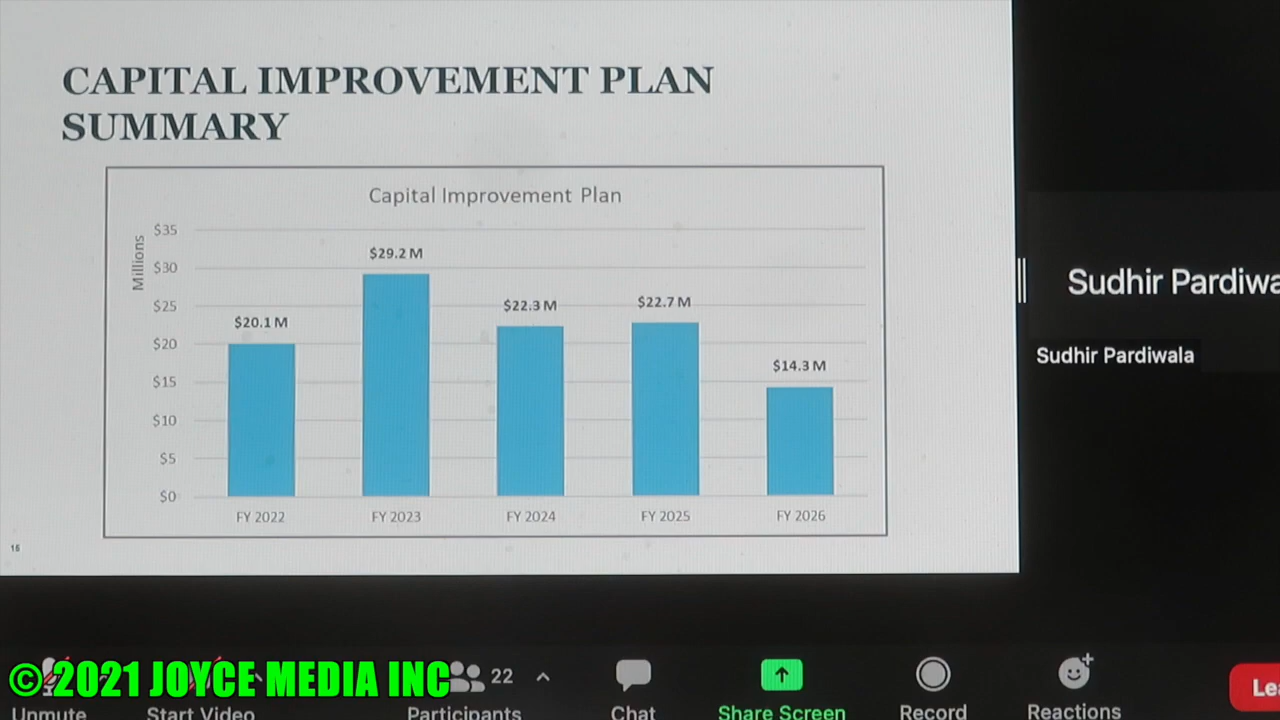 CAPITAL IMPROVEMENT PLAN
SUMMARY
Capital Improvement Plan
Millions
$35
$30
$25
$20
$15
$10
$5
$0
$20.1 M
$29.2 M
$22.3 M
$22.7 M
$14.3 M
FY 2022
FY 2023
FY 2024
FY 2025
FY 2026
15
Sudhir Pardiwa
Sudhir Pardiwala
© 2021 JOYCE MEDIA INC
22
Unmute
Start Video
Participants
Chat
Share Screen
Record
Reactions
Lea